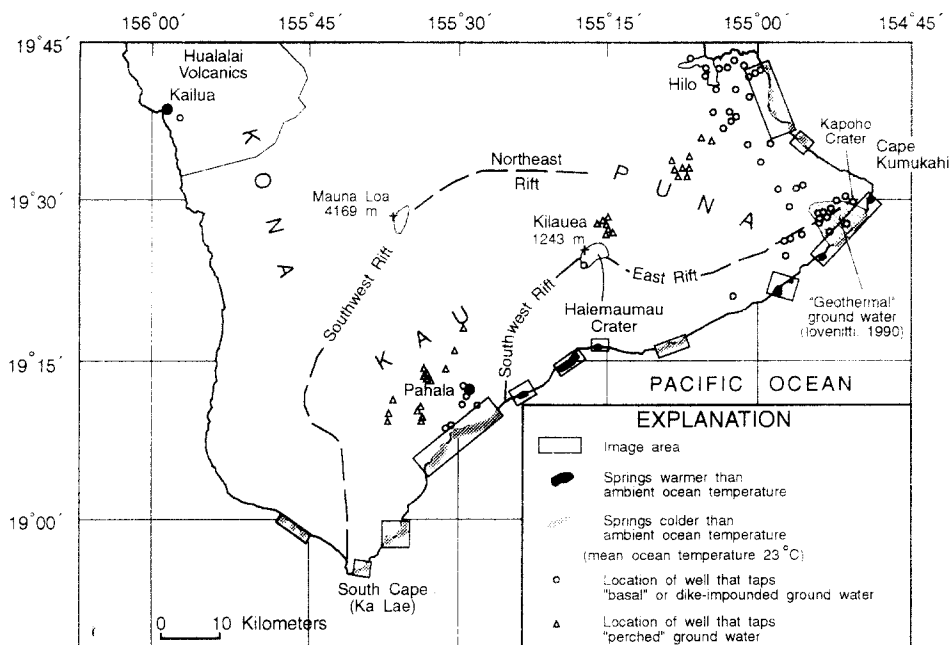 156°00′
155°45′
155°30′
155°15′
155°00′
154°45′
19°45′
Hualalai
Volcanics
Kailua
Hilo
Kapoho
Crater
Cape
Kumukahi
KONA
Northeast
Rift
PUNA
19°30′
Mauna Loa
4169 m
Kilauea
1243 m
East Rift
Southwest Rift
Southwest Rift
Halemaumau
Crater
"Geothermal"
ground water
(Iovenitti, 1990)
KAU
19°15′
Pahala
PACIFIC OCEAN
EXPLANATION
Image area
Springs warmer than
ambient ocean temperature
Springs colder than
ambient ocean temperature
(mean ocean temperature 23°C)
Location of well that taps
"basal" or dike-impounded ground water
Location of well that taps
"perched" ground water
19°00′
South Cape
(Ka Lae)
0 10 Kilometers